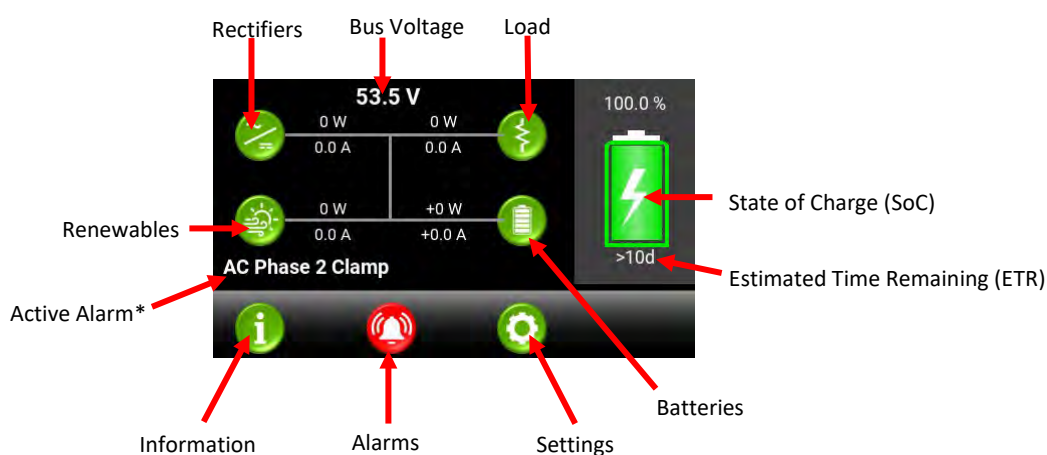 Rectifiers
Bus Voltage
Load
53.5 V
100.0 %
0 W
0 W
0.0 A
0.0 A
State of Charge (SoC)
Renewables
0 W
+0 W
0.0 A
+0.0 A
>10d
AC Phase 2 Clamp
Estimated Time Remaining (ETR)
Active Alarm*
Batteries
Information
Alarms
Settings